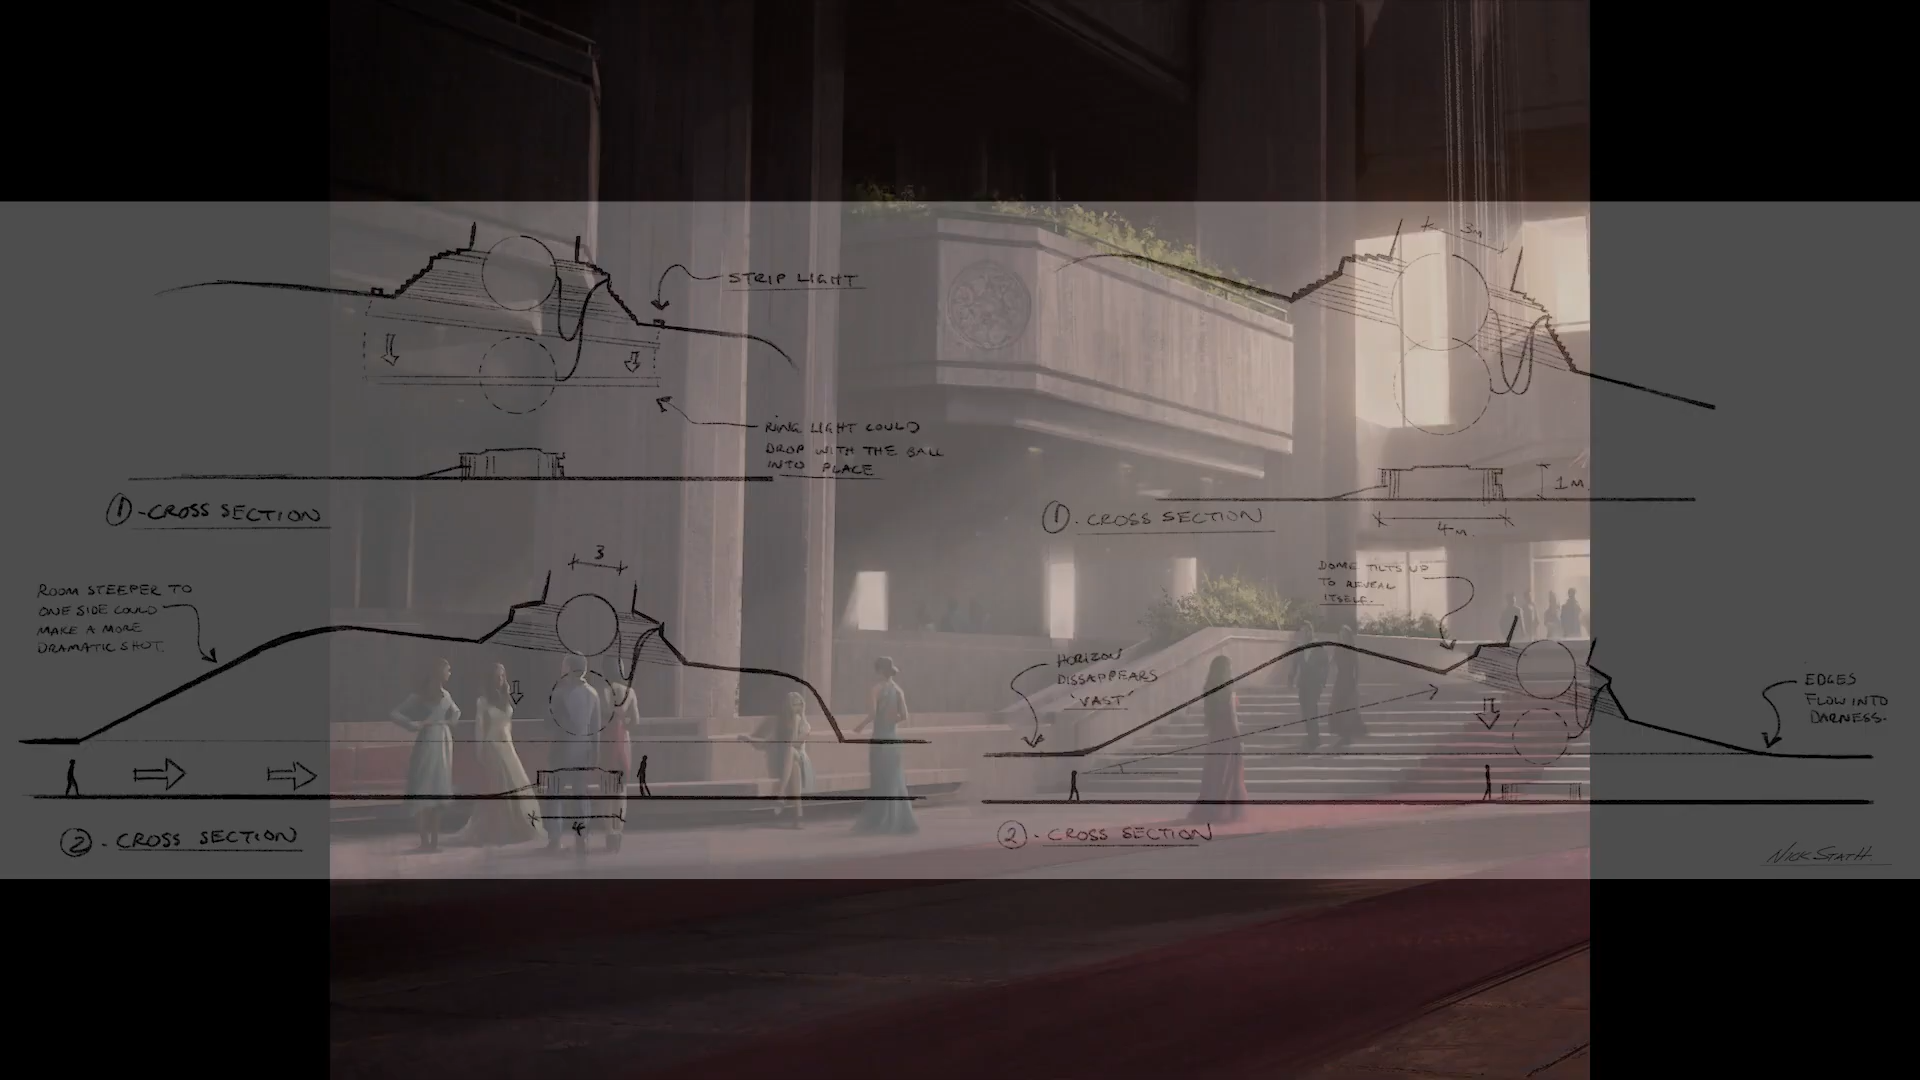 STRIP LIGHT
RING LIGHT COULD
DROP WITH THE BALL
INTO PLACE
① - CROSS SECTION
3M
1M
4M
① . CROSS SECTION
ROOM STEEPER TO
ONE SIDE COULD
MAKE A MORE
DRAMATIC SHOT.
3
4
② . CROSS SECTION
DOME TILTS UP
TO REVEAL
ITSELF.
HORIZON
DISSAPPEARS
'VAST'
EDGES
FLOW INTO
DARNESS.
② . CROSS SECTION
NICK STATH.